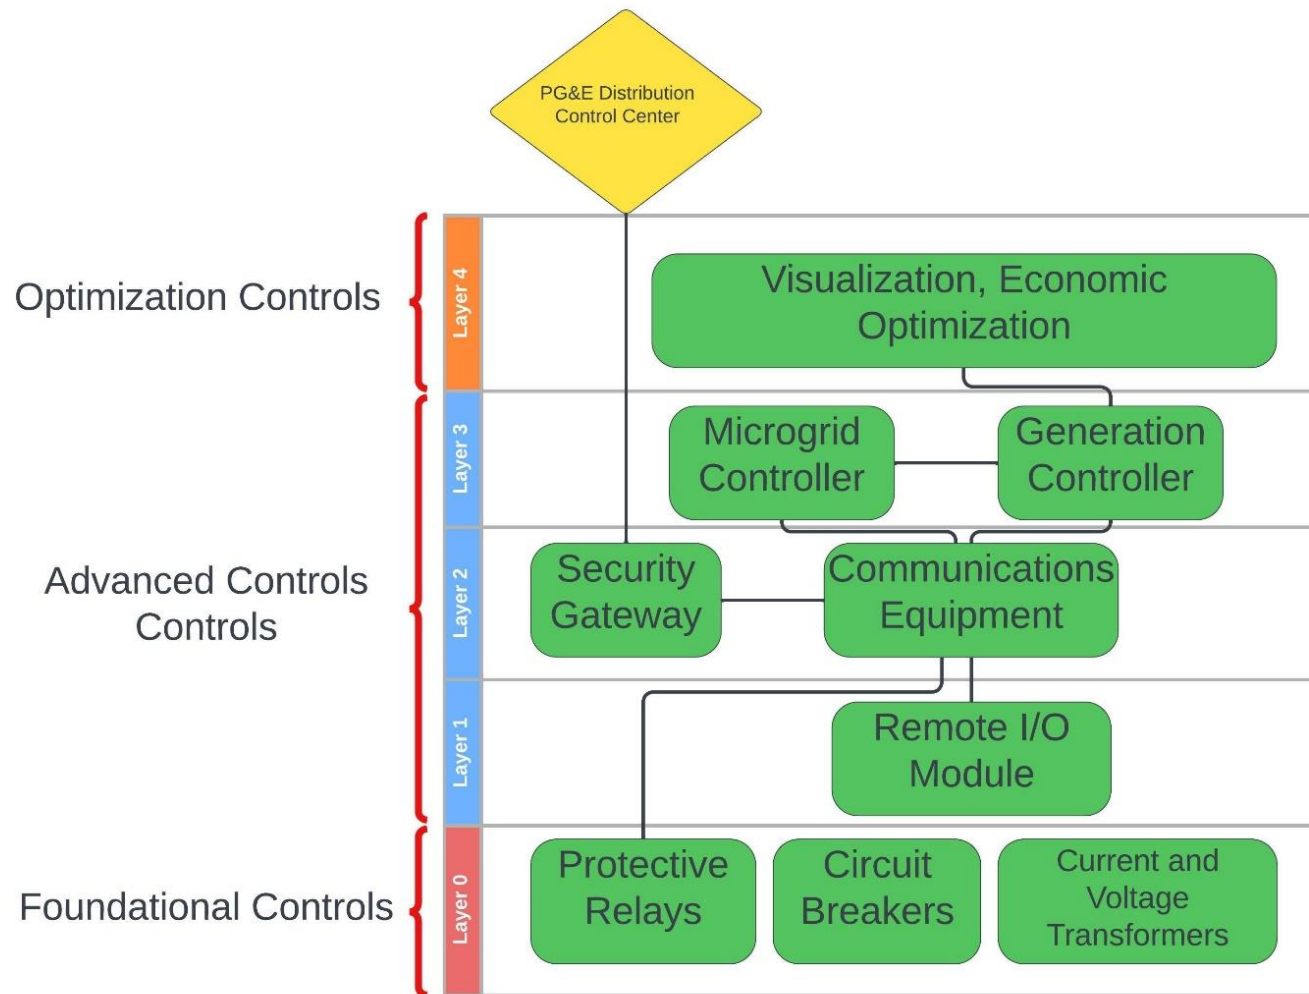 PG&E Distribution
Control Center
Optimization Controls
Layer 4
Visualization, Economic
Optimization
Advanced Controls
Controls
Layer 3
Microgrid
Controller
Generation
Controller
Layer 2
Security
Gateway
Communications
Equipment
Layer 1
Remote I/O
Module
Foundational Controls
Layer 0
Protective
Relays
Circuit
Breakers
Current and
Voltage
Transformers